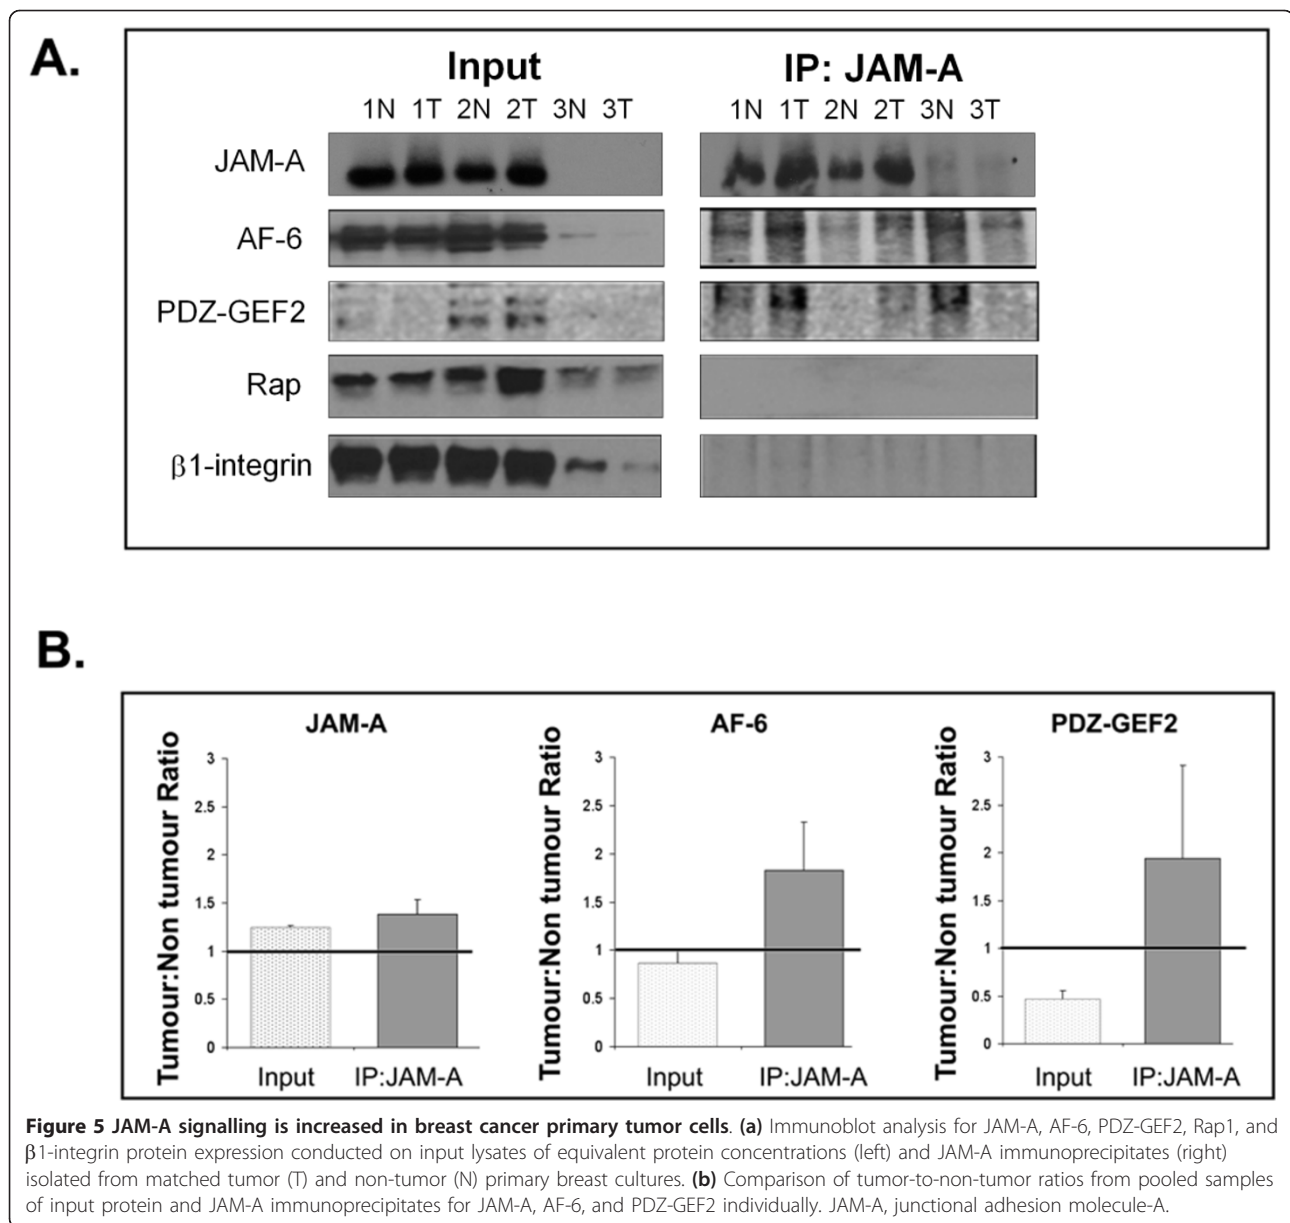 A.
Input
IP: JAM-A
1N 1T 2N 2T 3N 3T
1N 1T 2N 2T 3N 3T
JAM-A
AF-6
PDZ-GEF2
Rap
β1-integrin
B.
JAM-A
Tumour:Non tumour Ratio
3
2.5
2
1.5
1
0.5
0
Input
IP:JAM-A
AF-6
Tumour:Non tumour Ratio
3
2.5
2
1.5
1
0.5
0
Input
IP:JAM-A
PDZ-GEF2
Tumour:Non tumour Ratio
3
2.5
2
1.5
1
0.5
0
Input
IP:JAM-A
Figure 5 JAM-A signalling is increased in breast cancer primary tumor cells. (a) Immunoblot analysis for JAM-A, AF-6, PDZ-GEF2, Rap1, and
β1-integrin protein expression conducted on input lysates of equivalent protein concentrations (left) and JAM-A immunoprecipitates (right)
isolated from matched tumor (T) and non-tumor (N) primary breast cultures. (b) Comparison of tumor-to-non-tumor ratios from pooled samples
of input protein and JAM-A immunoprecipitates for JAM-A, AF-6, and PDZ-GEF2 individually. JAM-A, junctional adhesion molecule-A.